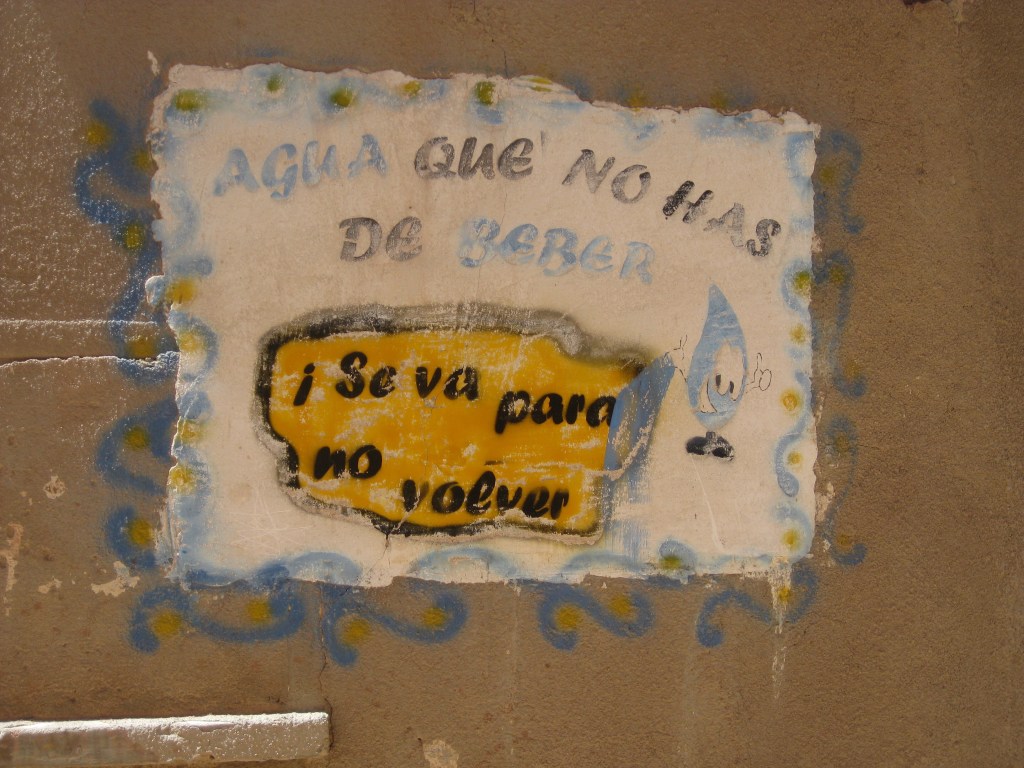 AGUA QUE NO HAS
DE BEBER
¡Se va para
no volver